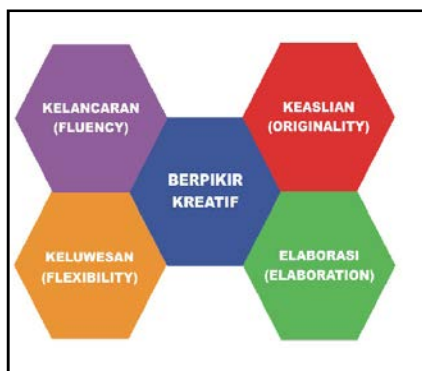 KELANCARAN
(FLUENCY)
KEASLIAN
(ORIGINALITY)
BERPIKIR
KREATIF
KELUWESAN
(FLEXIBILITY)
ELABORASI
(ELABORATION)